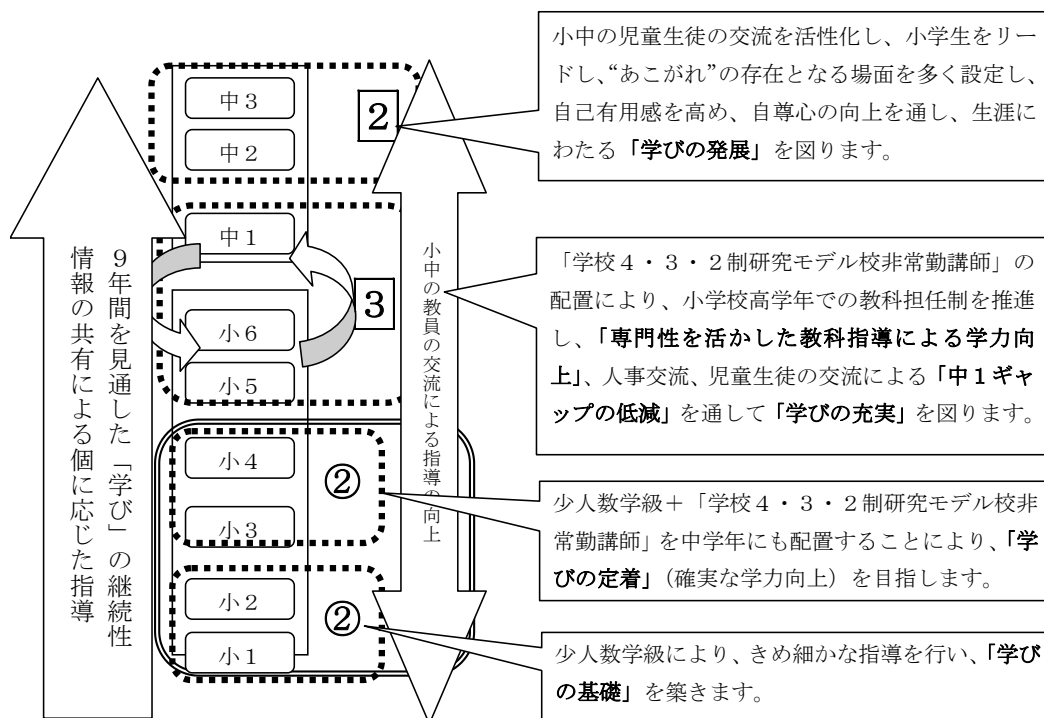 小中の児童生徒の交流を活性化し、小学生をリー
ドし、“あこがれ”の存在となる場面を多く設定し、
自己有用感を高め、自尊心の向上を通し、生涯に
わたる「学びの発展」を図ります。
中３
中２
2
中１
3
小６
小５
「学校４・３・２制研究モデル校非常勤講師」の
配置により、小学校高学年での教科担任制を推進
し、「専門性を活かした教科指導による学力向
上」、人事交流、児童生徒の交流による「中１ギャ
ップの低減」を通して「学びの充実」を図ります。
小４
小３
②
少人数学級＋「学校４・３・２制研究モデル校非
常勤講師」を中学年にも配置することにより、「学
びの定着」（確実な学力向上）を目指します。
小２
小１
②
少人数学級により、きめ細かな指導を行い、「学び
の基礎」を築きます。
９年間を見通した「学び」の継続性
情報の共有による個に応じた指導
小中の教員の交流による指導の向上